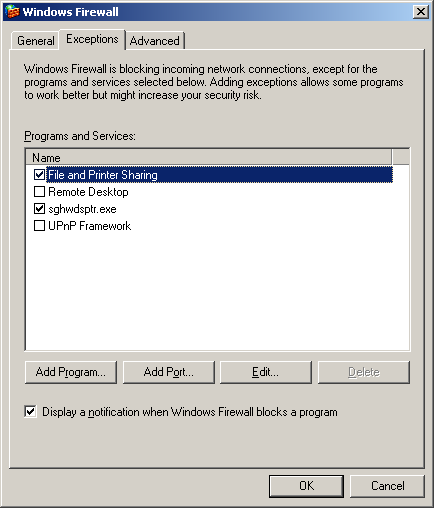 Windows Firewall
General
Exceptions
Advanced
Windows Firewall is blocking incoming network connections, except for the
programs and services selected below. Adding exceptions allows some programs
to work better but might increase your security risk.
Programs and Services:
Name
File and Printer Sharing
Remote Desktop
sghwdsptr.exe
UPnP Framework
Add Program...
Add Port...
Edit...
Delete
Display a notification when Windows Firewall blocks a program
OK
Cancel